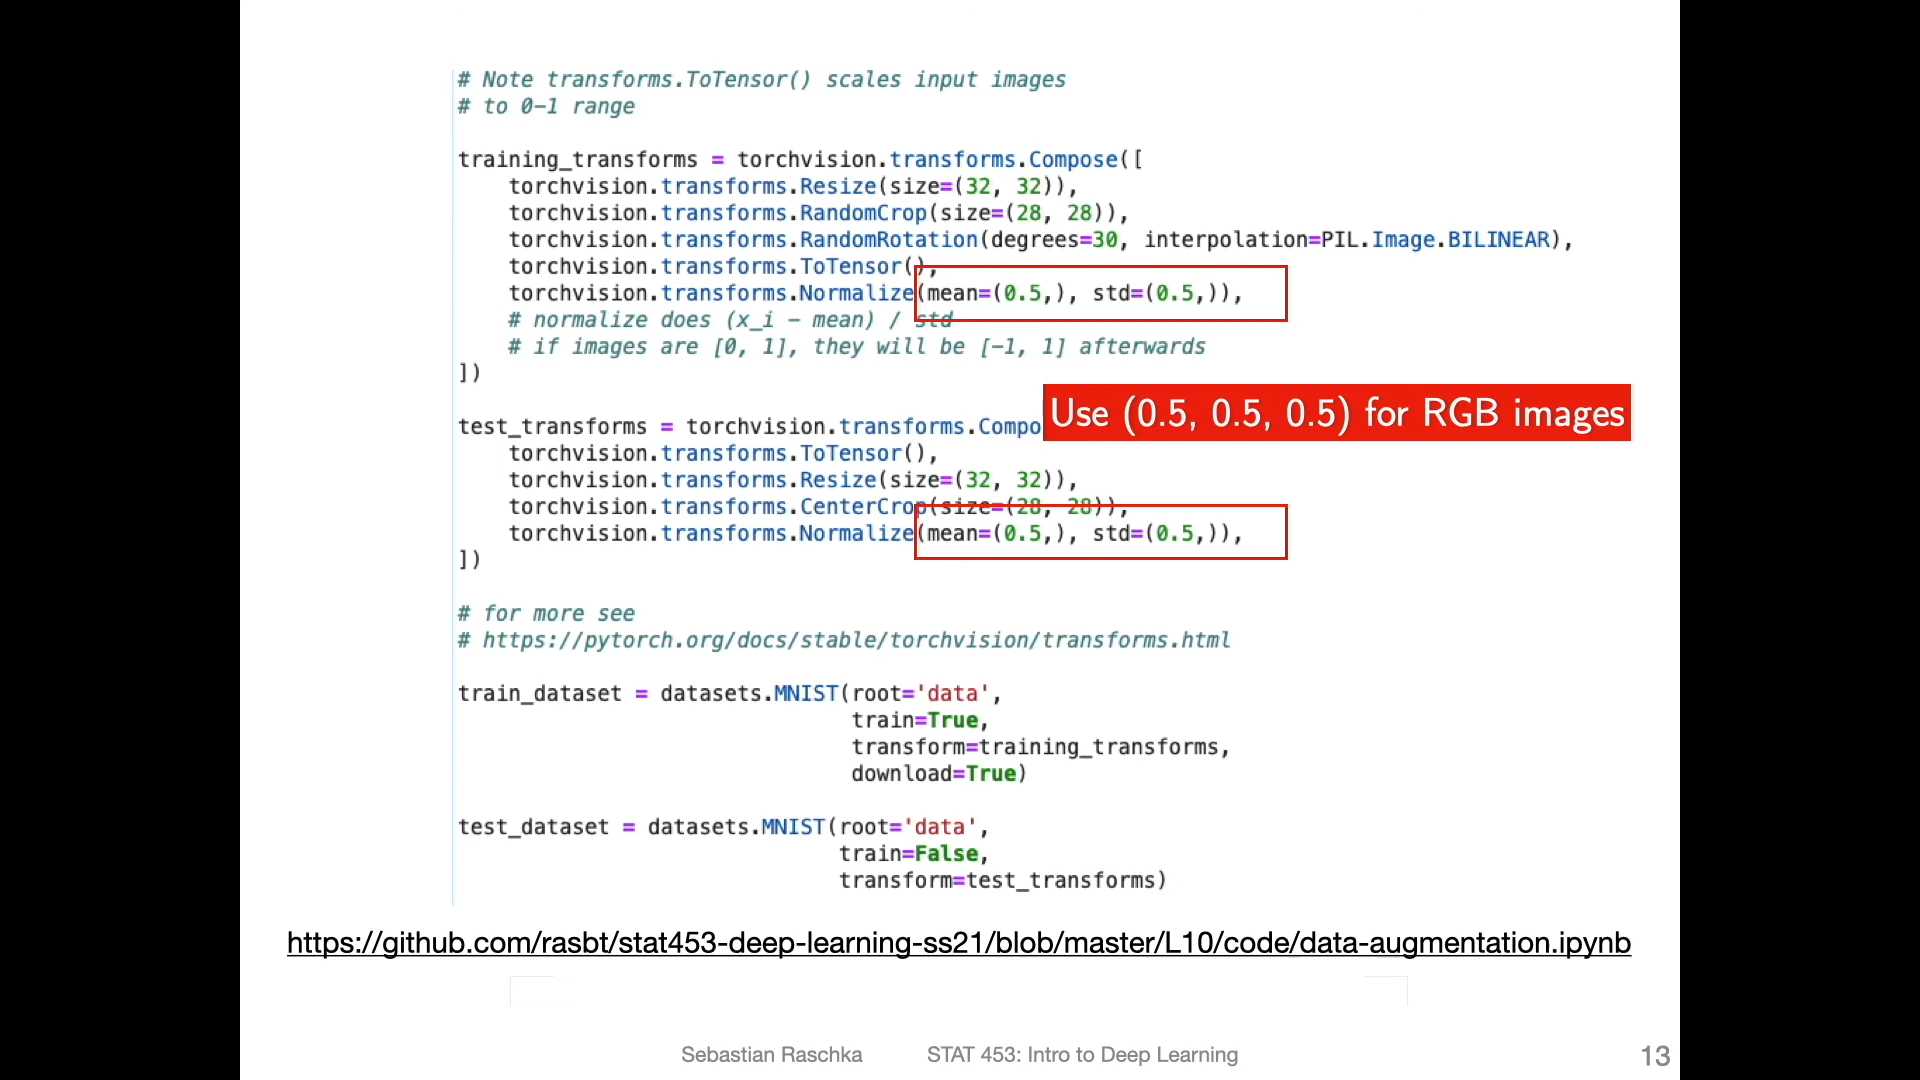 # Note transforms.ToTensor() scales input images
# to 0-1 range
training_transforms = torchvision.transforms.Compose([
torchvision.transforms.Resize(size=(32, 32)),
torchvision.transforms.RandomCrop(size=(28, 28)),
torchvision.transforms.RandomRotation(degrees=30, interpolation=PIL.Image.BILINEAR),
torchvision.transforms.ToTensor(),
torchvision.transforms.Normalize(mean=(0.5,), std=(0.5,)),
# normalize does (x_i - mean) / std
# if images are [0, 1], they will be [-1, 1] afterwards
])
Use (0.5, 0.5, 0.5) for RGB images
test_transforms = torchvision.transforms.Compo
torchvision.transforms.ToTensor(),
torchvision.transforms.Resize(size=(32, 32)),
torchvision.transforms.CenterCrop(size=(28, 28)),
torchvision.transforms.Normalize(mean=(0.5,), std=(0.5,)),
])
# for more see
# https://pytorch.org/docs/stable/torchvision/transforms.html
train_dataset = datasets.MNIST(root='data',
train=True,
transform=training_transforms,
download=True)
test_dataset = datasets.MNIST(root='data',
train=False,
transform=test_transforms)
https://github.com/rasbt/stat453-deep-learning-ss21/blob/master/L10/code/data-augmentation.ipynb
Sebastian Raschka STAT 453: Intro to Deep Learning 13